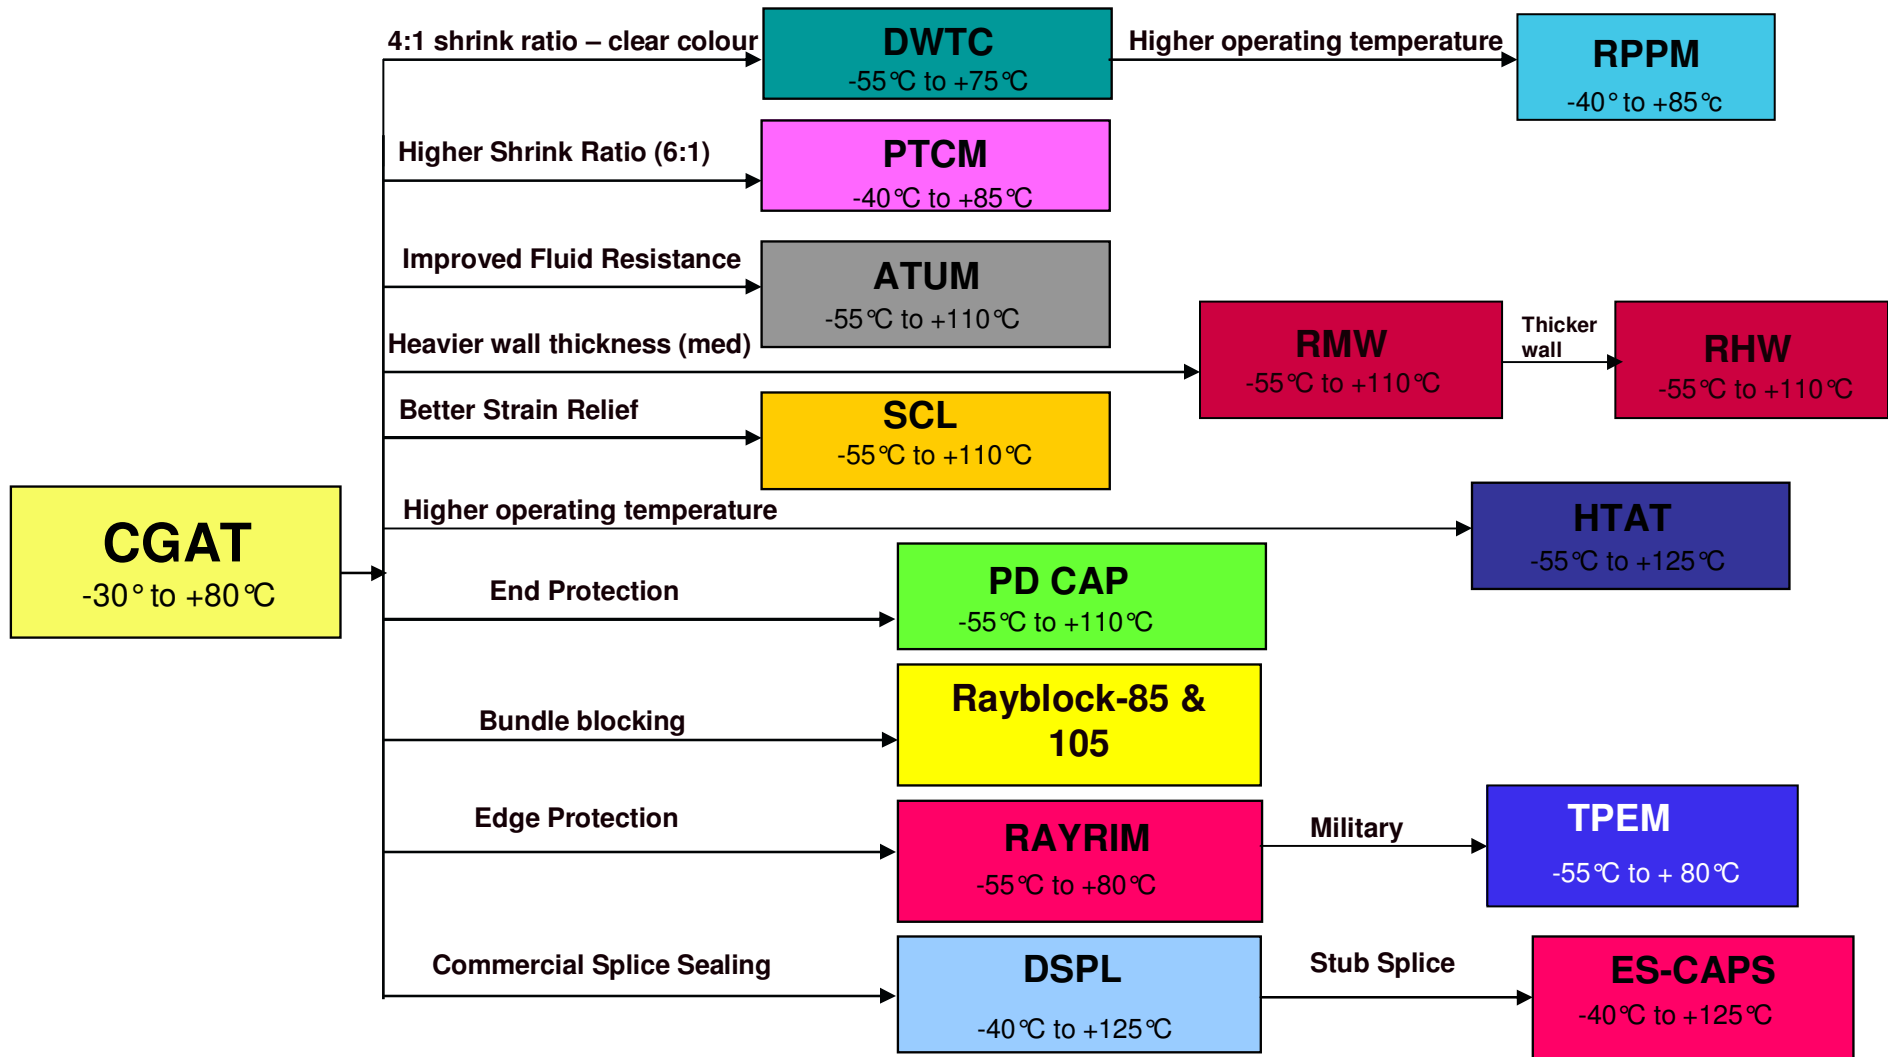 4:1 shrink ratio – clear colour
DWTC
-55°C to +75°C
Higher operating temperature
RPPM
-40° to +85°c
Higher Shrink Ratio (6:1)
PTCM
-40°C to +85°C
Improved Fluid Resistance
ATUM
-55°C to +110°C
Heavier wall thickness (med)
RMW
-55°C to +110°C
Thicker
wall
RHW
-55°C to +110°C
Better Strain Relief
SCL
-55°C to +110°C
CGAT
-30° to +80°C
Higher operating temperature
HTAT
-55°C to +125°C
End Protection
PD CAP
-55°C to +110°C
Bundle blocking
Rayblock-85 &
105
Edge Protection
RAYRIM
-55°C to +80°C
Military
TPEM
-55°C to + 80°C
Commercial Splice Sealing
DSPL
-40°C to +125°C
Stub Splice
ES-CAPS
-40°C to +125°C